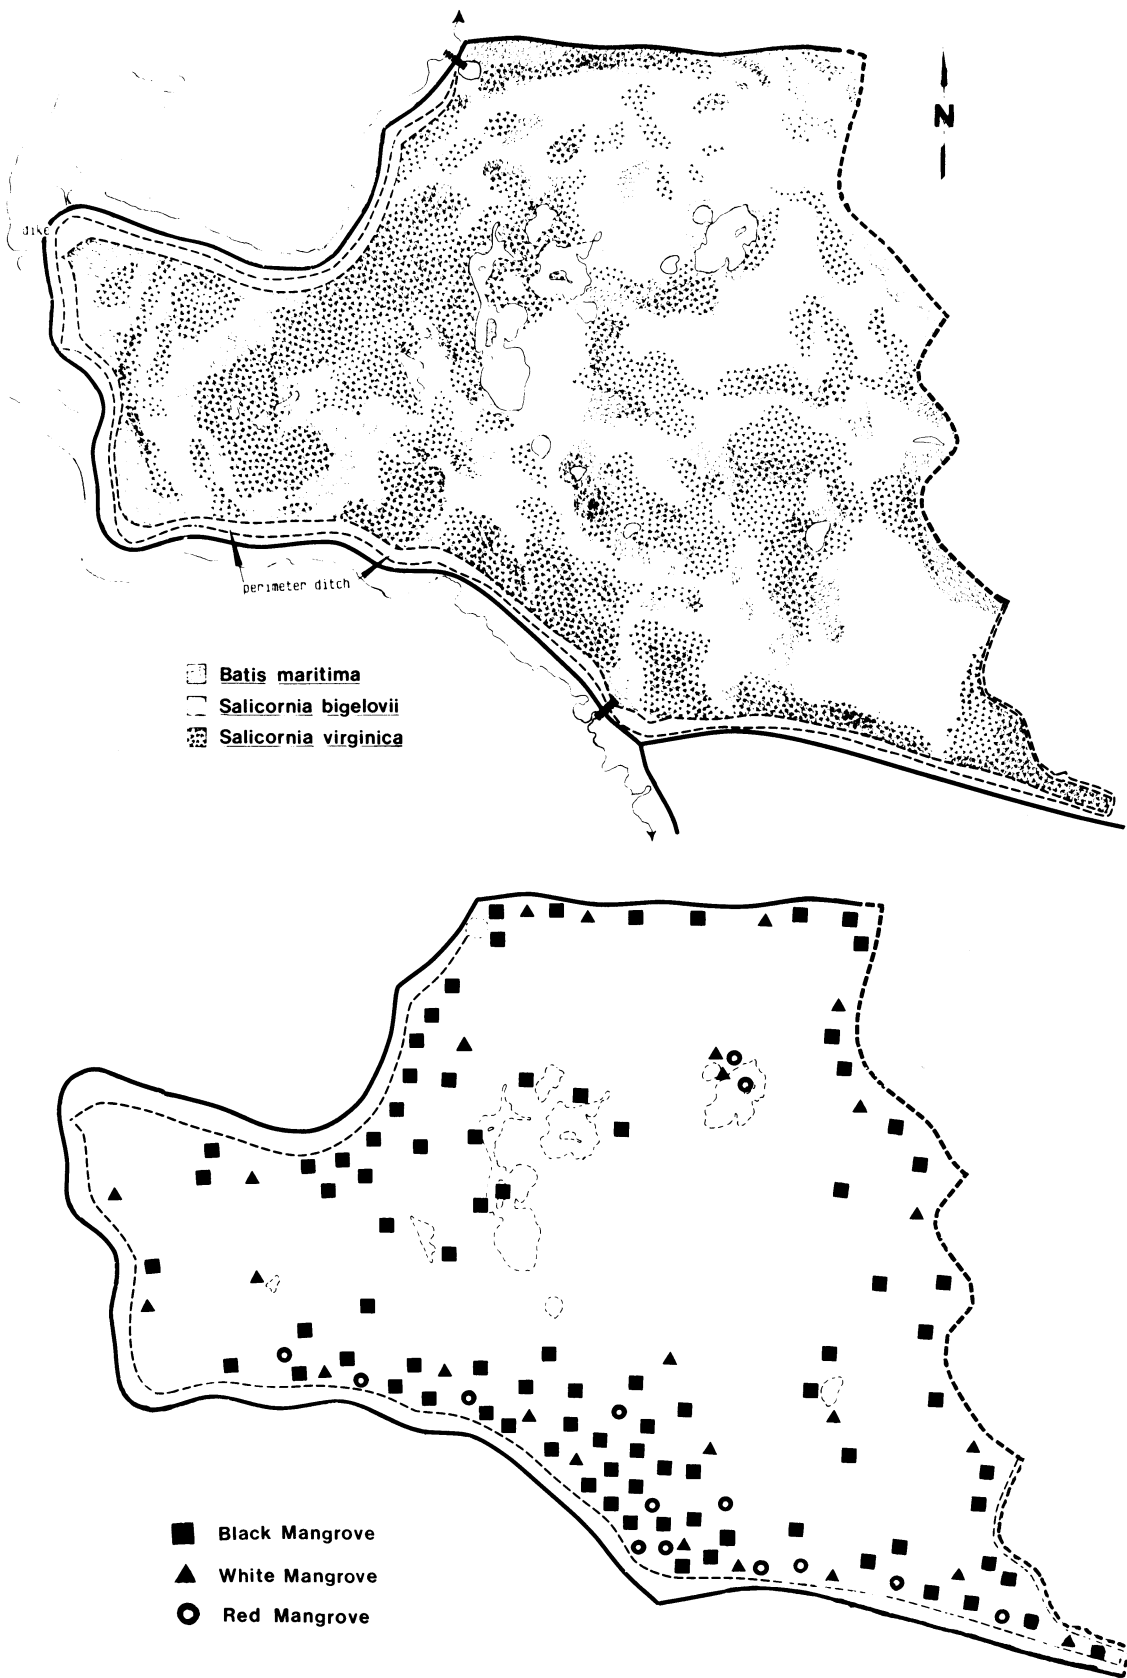 N
dike
perimeter ditch
Batis maritima
Salicornia bigelovii
Salicornia virginica
Black Mangrove
White Mangrove
Red Mangrove